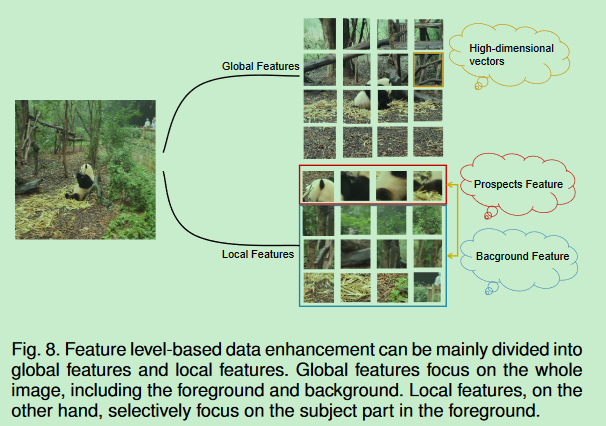 Global Features
High-dimensional
vectors
Prospects Feature
Local Features
Bacground Feature
Fig. 8. Feature level-based data enhancement can be mainly divided into
global features and local features. Global features focus on the whole
image, including the foreground and background. Local features, on the
other hand, selectively focus on the subject part in the foreground.